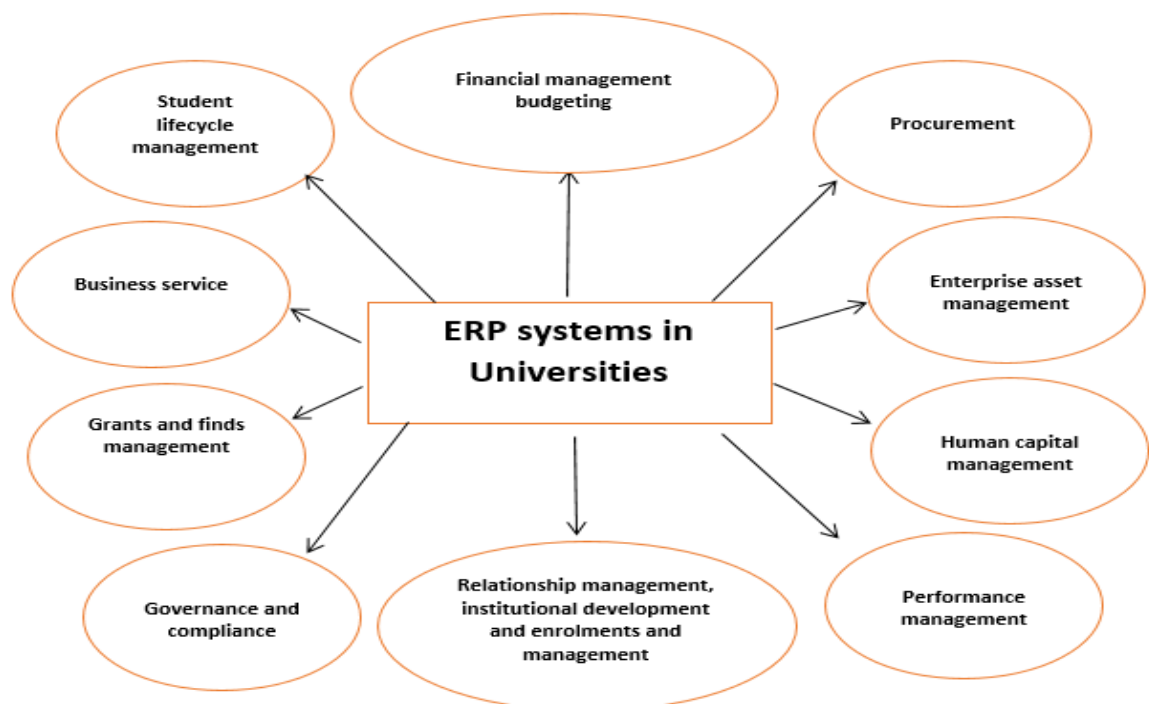 Financial management
budgeting
Student
lifecycle
management
Procurement
Business service
Enterprise asset
management
ERP systems in
Universities
Grants and finds
management
Human capital
management
Governance and
compliance
Relationship management,
institutional development
and enrolments and
management
Performance
management